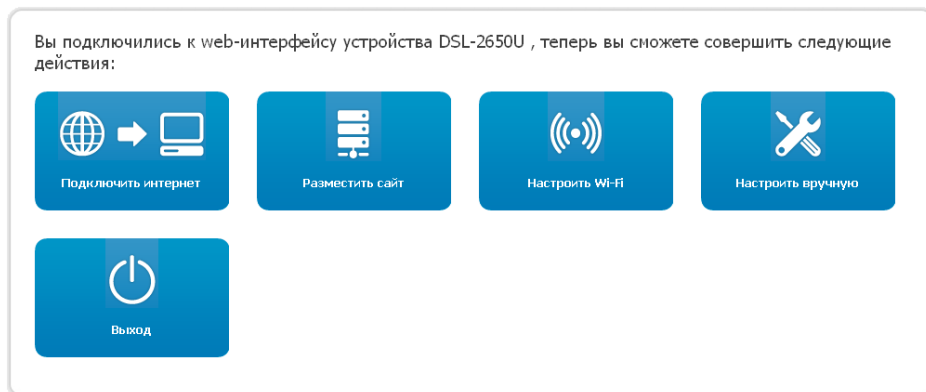 Вы подключились к web-интерфейсу устройства DSL-2650U , теперь вы сможете совершить следующие
действия:
Подключить интернет
Разместить сайт
Настроить Wi-Fi
Настроить вручную
Выход